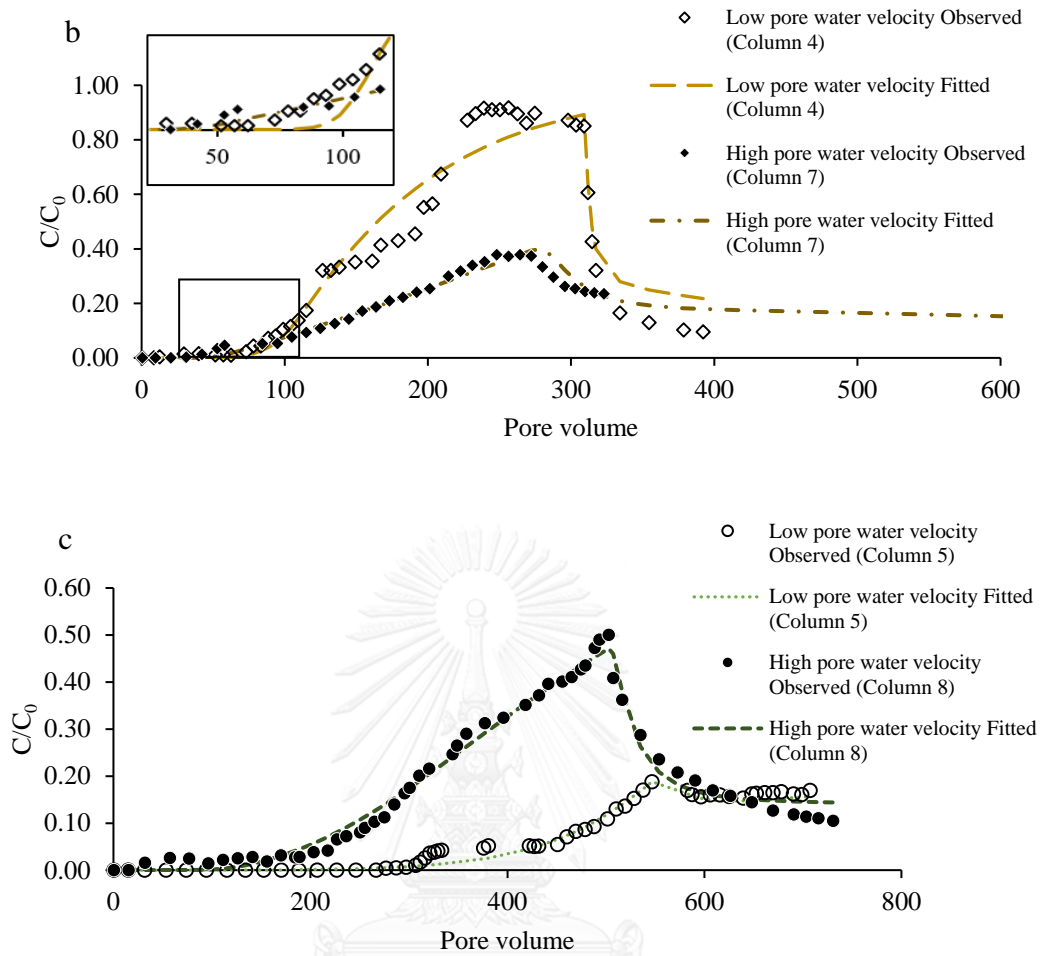 b
Low pore water velocity Observed
(Column 4)
Low pore water velocity Fitted
(Column 4)
High pore water velocity Observed
(Column 7)
High pore water velocity Fitted
(Column 7)
50
100
1.00
0.80
0.60
0.40
0.20
0.00
C/C0
0
100
200
300
400
500
600
Pore volume
c
Low pore water velocity
Observed (Column 5)
Low pore water velocity Fitted
(Column 5)
High pore water velocity
Observed (Column 8)
High pore water velocity Fitted
(Column 8)
0.60
0.50
0.40
0.30
0.20
0.10
0.00
C/C0
0
200
400
600
800
Pore volume